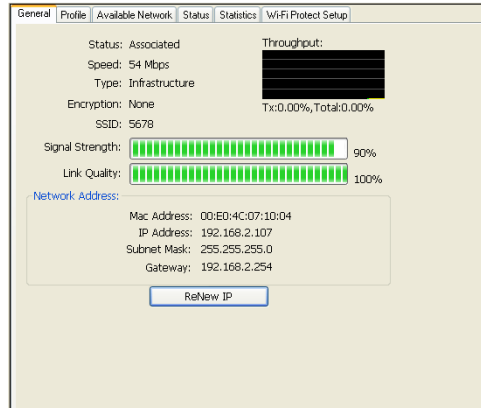 General Profile Available Network Status Statistics Wi-Fi Protect Setup
Status: Associated
Throughput:
Speed: 54 Mbps
Type: Infrastructure
Encryption: None
Tx:0.00%,Total:0.00%
SSID: 5678
Signal Strength: 90%
Link Quality: 100%
Network Address:
Mac Address: 00:E0:4C:07:10:04
IP Address: 192.168.2.107
Subnet Mask: 255.255.255.0
Gateway: 192.168.2.254
ReNew IP